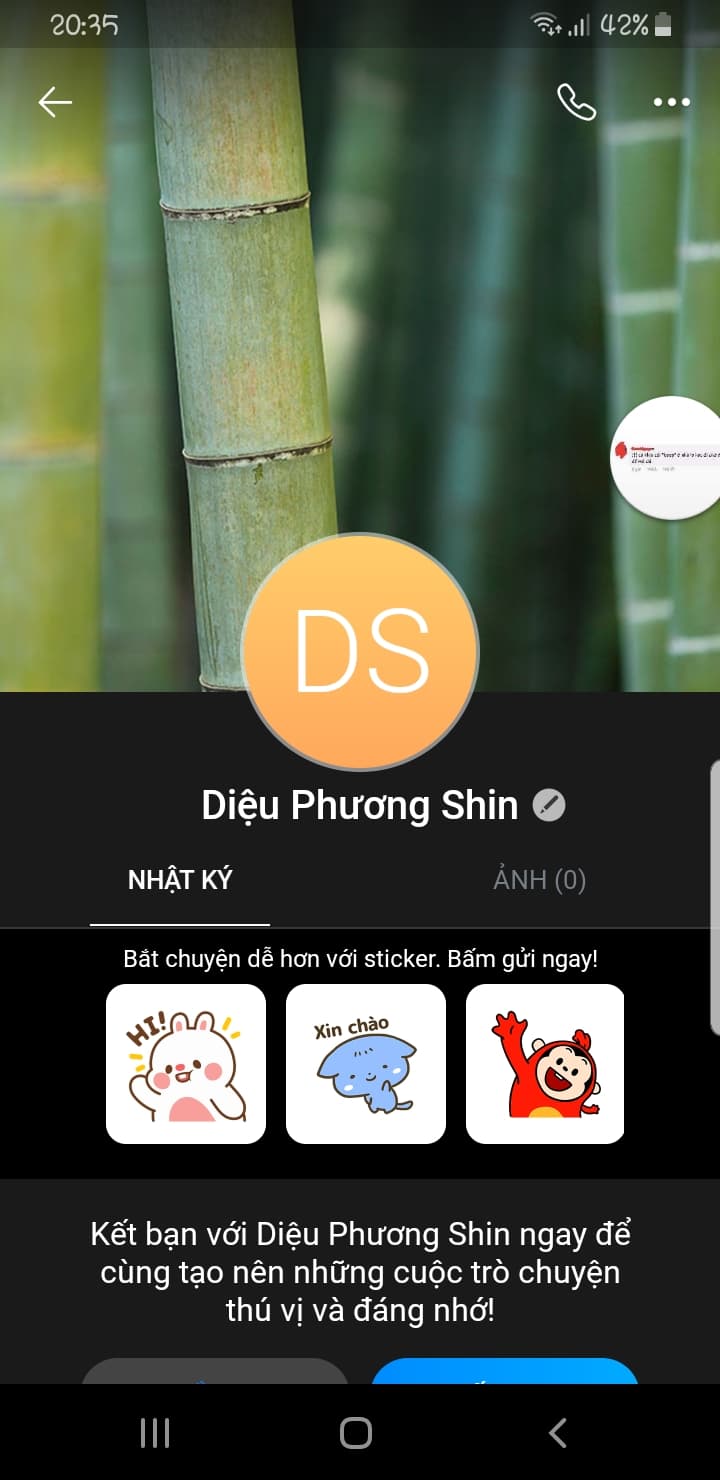 20:35
42%
DS
Diệu Phương Shin
NHẬT KÝ
ẢNH (0)
Bắt chuyện dễ hơn với sticker. Bấm gửi ngay!
HI!
Xin chào
Kết bạn với Diệu Phương Shin ngay để
cùng tạo nên những cuộc trò chuyện
thú vị và đáng nhớ!